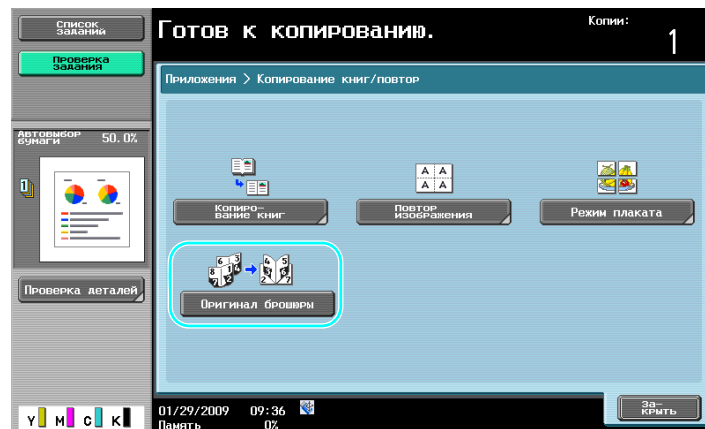 Список
заданий
Готов к копированию.
Копии:
1
Проверка
задания
Приложения > Копирование книг/повтор
Автовыбор
бумаги
50.0%
1
A A
A A
Копиро-
вание книг
Повтор
изображения
Режим плаката
Проверка деталей
Оригинал брошюры
За-
крыть
Y M C K
01/29/2009 09:36
Память 0%